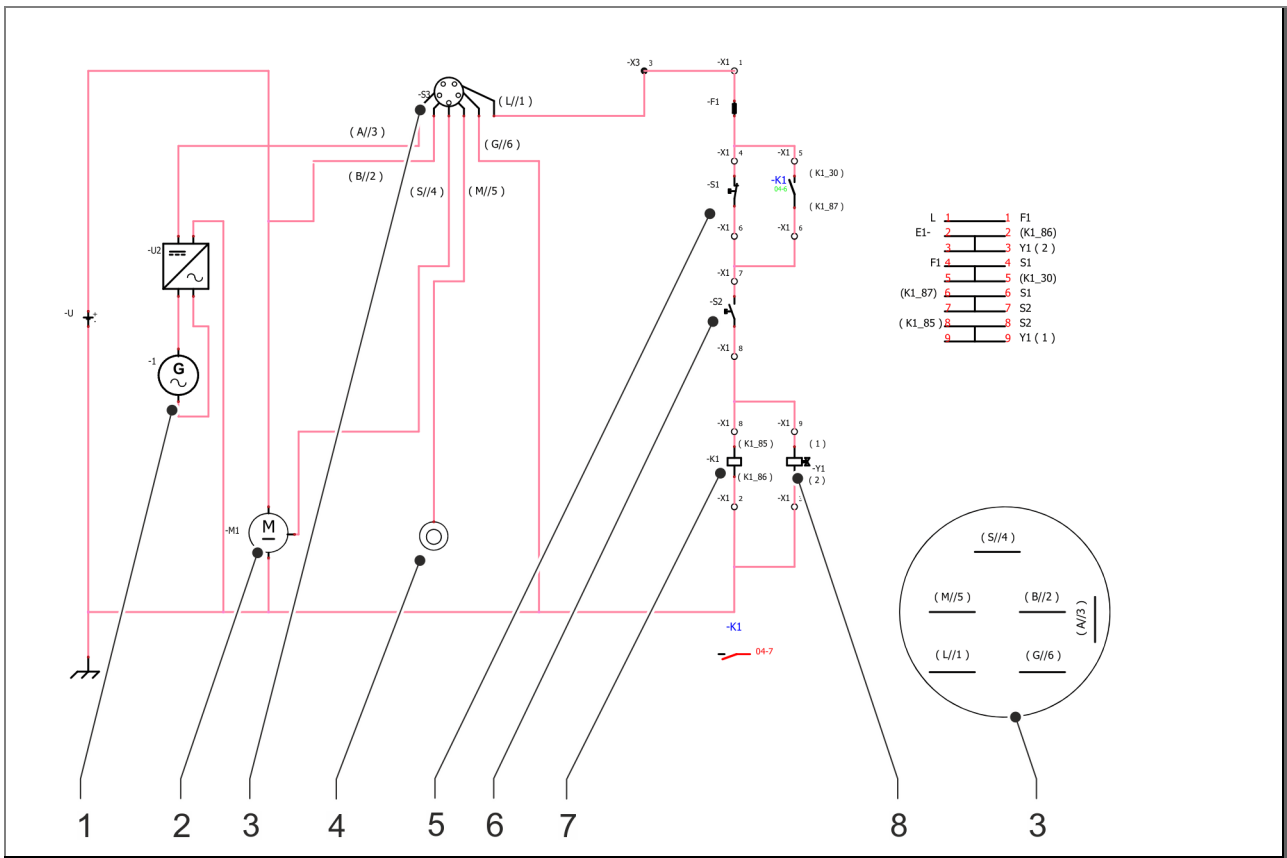 -X3 3
-X1 1
-S3
( L//1 )
-F1
( A//3 )
( G//6 )
-X1 4
-X1 5
( B//2 )
( S//4 )
( M//5 )
-S1
-K1
04-6
( K1_30 )
( K1_87 )
-X1 6
-X1 6
-U2
-X1 7
-S2
-U
+
-
-X1 8
-1
G
-X1 8
-X1 9
( K1_85 )
( 1 )
-K1
-Y1
( K1_86 )
( 2 )
-X1 2
-X1
-M1
M
-K1
04-7
L 1 1 F1
E1- 2 2 (K1_86)
3 3 Y1 ( 2 )
F1 4 4 S1
5 5 (K1_30)
(K1_87) 6 6 S1
7 7 S2
( K1_85 ) 8 8 S2
9 9 Y1 ( 1 )
( S//4 )
( M//5 )
( B//2 )
( A//3 )
( L//1 )
( G//6 )
1 2 3 4 5 6 7 8 3